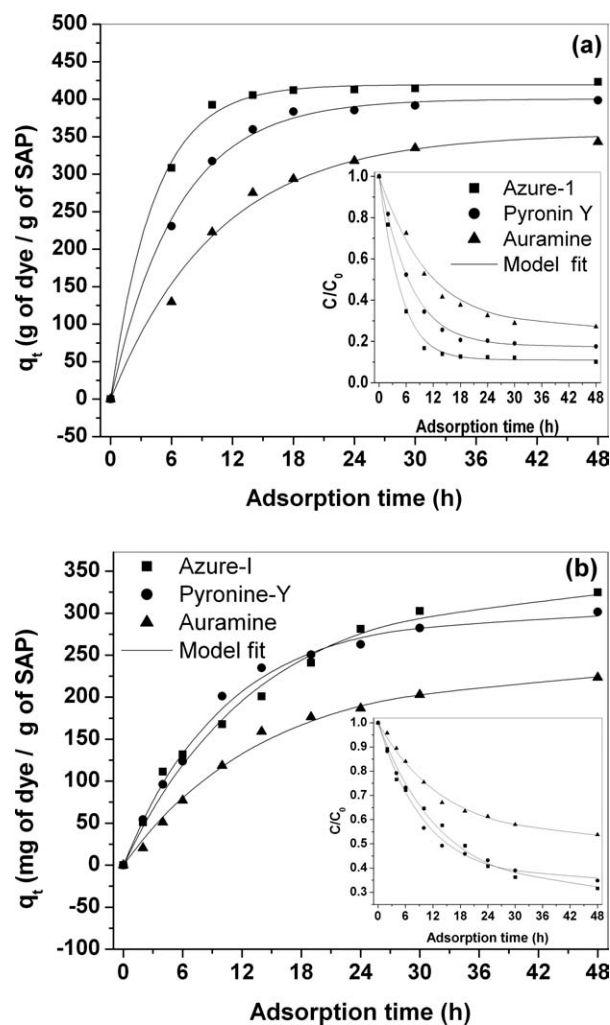 (a)
500
450
400
350
300
250
200
150
100
50
0
-50
q_t (g of dye / g of SAP)
0 6 12 18 24 30 36 42 48
Adsorption time (h)
Azure-1
Pyronin Y
Auramine
Model fit
1.0
0.8
0.6
0.4
0.2
0.0
C/C_0
0 6 12 18 24 30 36 42 48
Adsorption time (h)
(b)
Azure-I
Pyronine-Y
Auramine
Model fit
350
300
250
200
150
100
50
0
-50
-100
q_t (mg of dye / g of SAP)
0 6 12 18 24 30 36 42 48
Adsorption time (h)
1.0
0.9
0.8
0.7
0.6
0.5
0.4
0.3
C/C_0
0 6 12 18 24 30 36 42 48
Adsorption time (h)